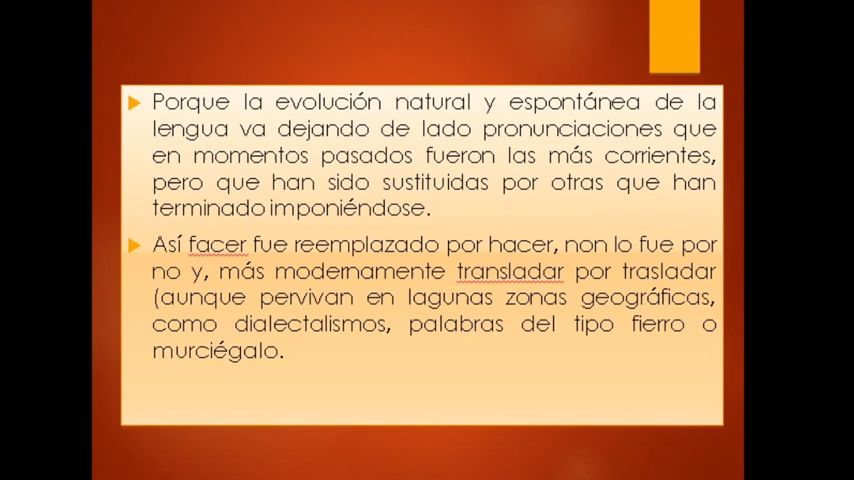 Porque la evolución natural y espontánea de la
lengua va dejando de lado pronunciaciones que
en momentos pasados fueron las más corrientes,
pero que han sido sustituidas por otras que han
terminado imponiéndose.
Así facer fue reemplazado por hacer, non lo fue por
no y, más modernamente transladar por trasladar
(aunque pervivan en lagunas zonas geográficas,
como dialectalismos, palabras del tipo fierro o
murciégalo.